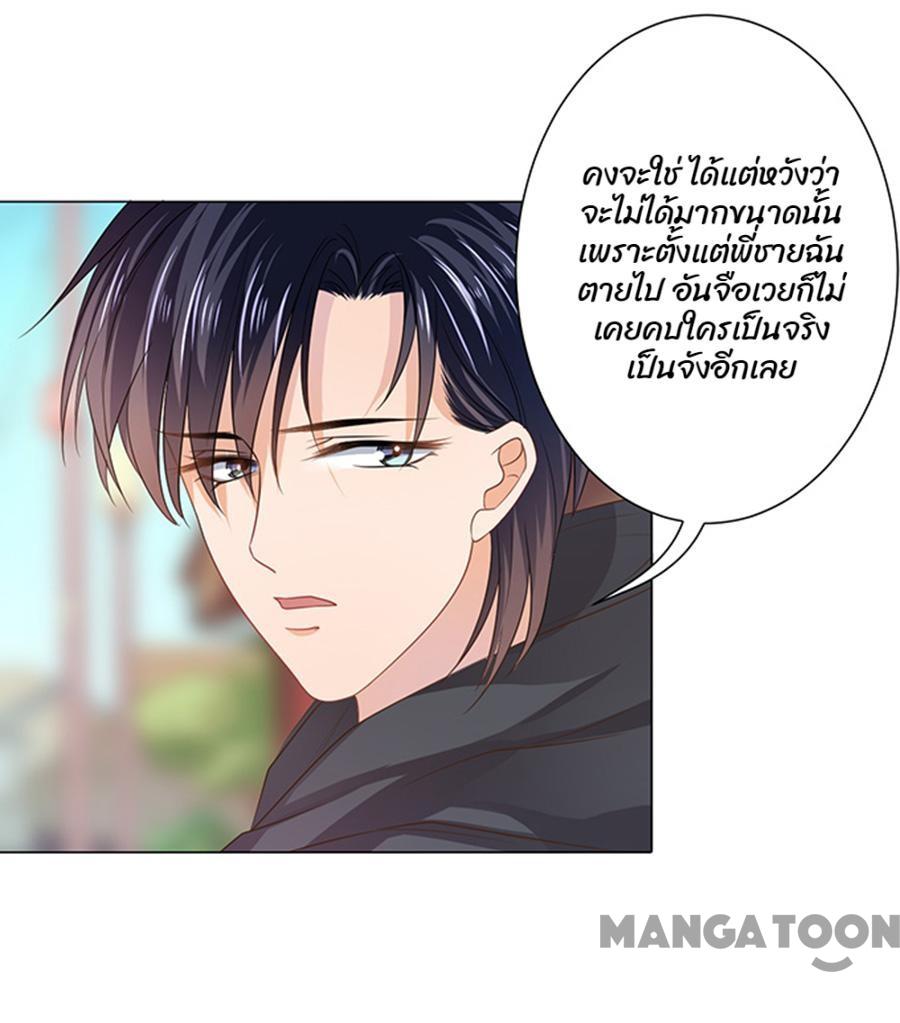 คงจะใช่ ได้แต่หวังว่า
จะไม่ได้มากขนาดนั้น
เพราะตั้งแต่พี่ชายฉัน
ตายไป อันจือเวยก็ไม่
เคยคบใครเป็นจริง
เป็นจังอีกเลย
MANGATOON